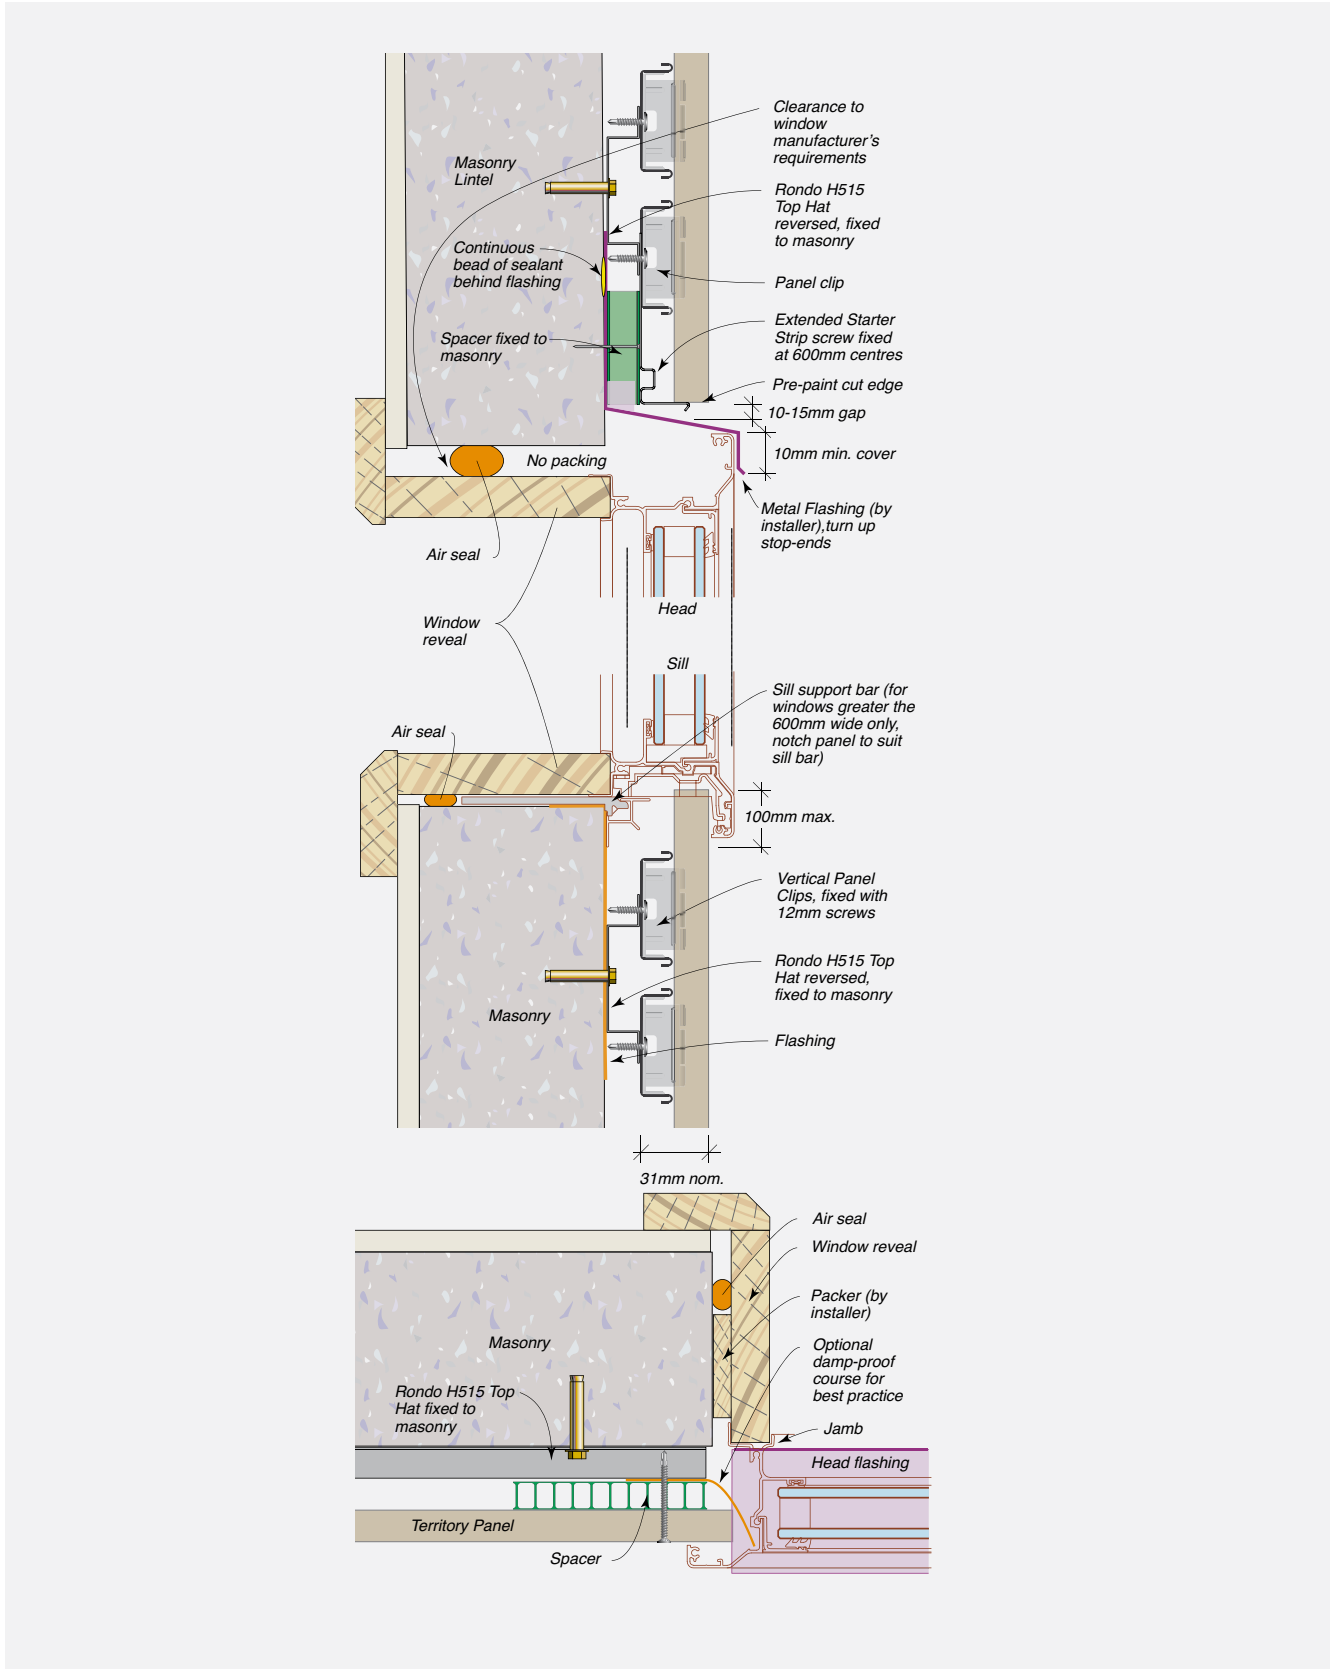 Clearance to
window
manufacturer's
requirements
Masonry
Lintel
Rondo H515
Top Hat
reversed, fixed
to masonry
Continuous
bead of sealant
behind flashing
Panel clip
Extended Starter
Strip screw fixed
at 600mm centres
Spacer fixed to
masonry
Pre-paint cut edge
10-15mm gap
10mm min. cover
No packing
Metal Flashing (by
installer),turn up
stop-ends
Air seal
Head
Window
reveal
Sill
Sill support bar (for
windows greater the
600mm wide only,
notch panel to suit
sill bar)
Air seal
100mm max.
Vertical Panel
Clips, fixed with
12mm screws
Rondo H515 Top
Hat reversed,
fixed to masonry
Masonry
Flashing
31mm nom.
Air seal
Window reveal
Packer (by
installer)
Masonry
Optional
damp-proof
course for
best practice
Rondo H515 Top
Hat fixed to
masonry
Jamb
Head flashing
Territory Panel
Spacer